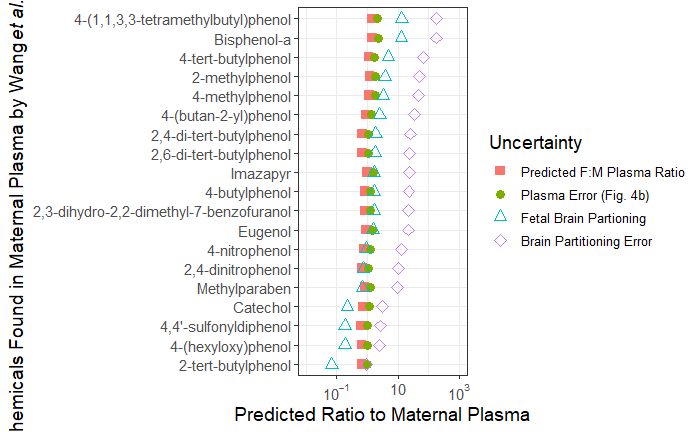 hemicals Found in Maternal Plasma by Wang et al.
4-(1,1,3,3-tetramethylbutyl)phenol
Bisphenol-a
4-tert-butylphenol
2-methylphenol
4-methylphenol
4-(butan-2-yl)phenol
2,4-di-tert-butylphenol
2,6-di-tert-butylphenol
Imazapyr
4-butylphenol
2,3-dihydro-2,2-dimethyl-7-benzofuranol
Eugenol
4-nitrophenol
2,4-dinitrophenol
Methylparaben
Catechol
4,4'-sulfonyldiphenol
4-(hexyloxy)phenol
2-tert-butylphenol
10⁻¹ 10 10³
Predicted Ratio to Maternal Plasma
Uncertainty
Predicted F:M Plasma Ratio
Plasma Error (Fig. 4b)
Fetal Brain Partioning
Brain Partitioning Error